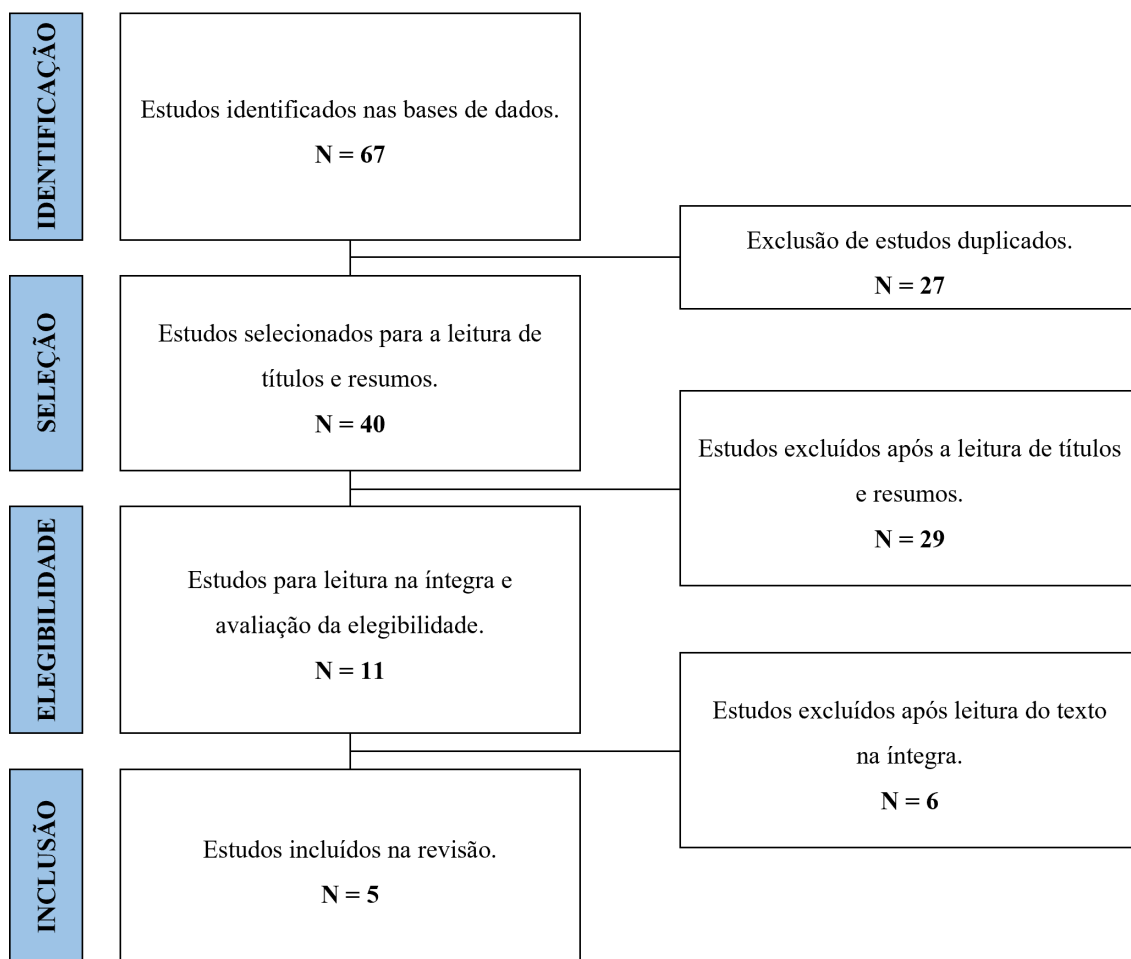 IDENTIFICAÇÃO
Estudos identificados nas bases de dados.
N = 67
Exclusão de estudos duplicados.
N = 27
SELEÇÃO
Estudos selecionados para a leitura de
títulos e resumos.
N = 40
Estudos excluídos após a leitura de títulos
e resumos.
N = 29
ELEGIBILIDADE
Estudos para leitura na íntegra e
avaliação da elegibilidade.
N = 11
Estudos excluídos após leitura do texto
na íntegra.
N = 6
INCLUSÃO
Estudos incluídos na revisão.
N = 5